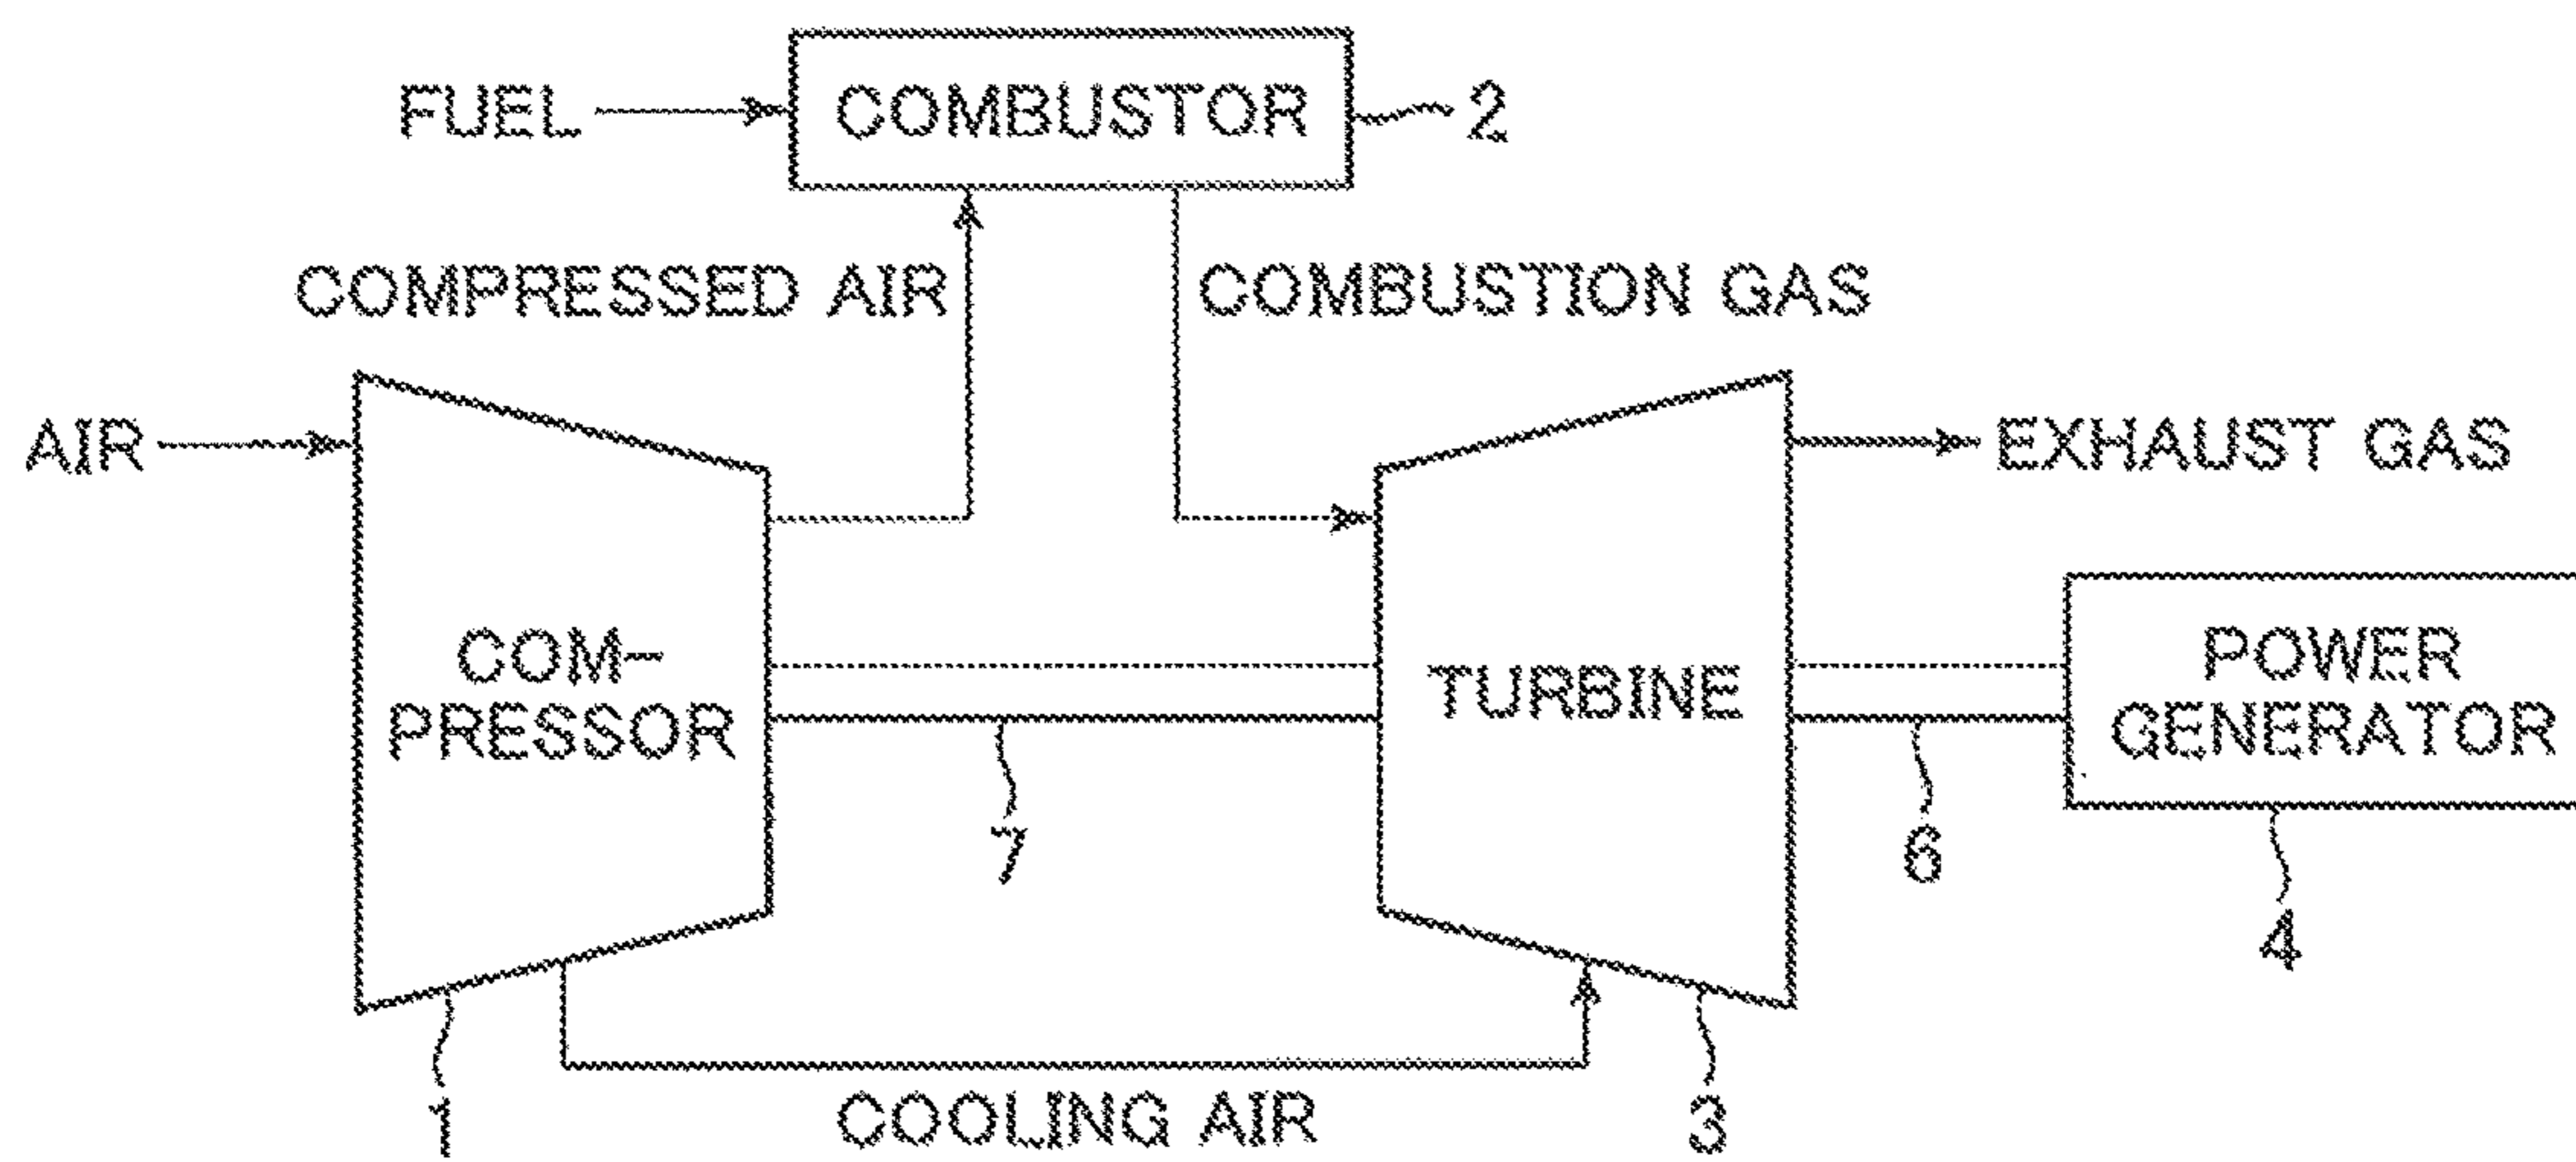 FUEL
COMBUSTOR
2
COMPRESSED AIR
COMBUSTION GAS
AIR
EXHAUST GAS
COM-
PRESSOR
TURBINE
POWER
GENERATOR
7
6
4
1
COOLING AIR
3